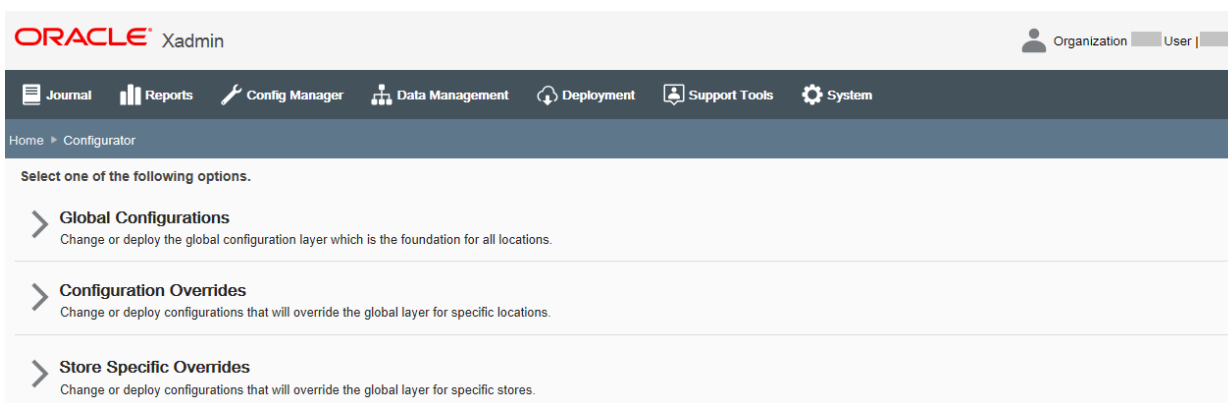 ORACLE® Xadmin
Organization User |
Journal Reports Config Manager Data Management Deployment Support Tools System
Home ▸ Configurator
Select one of the following options.
Global Configurations
Change or deploy the global configuration layer which is the foundation for all locations.
Configuration Overrides
Change or deploy configurations that will override the global layer for specific locations.
Store Specific Overrides
Change or deploy configurations that will override the global layer for specific stores.